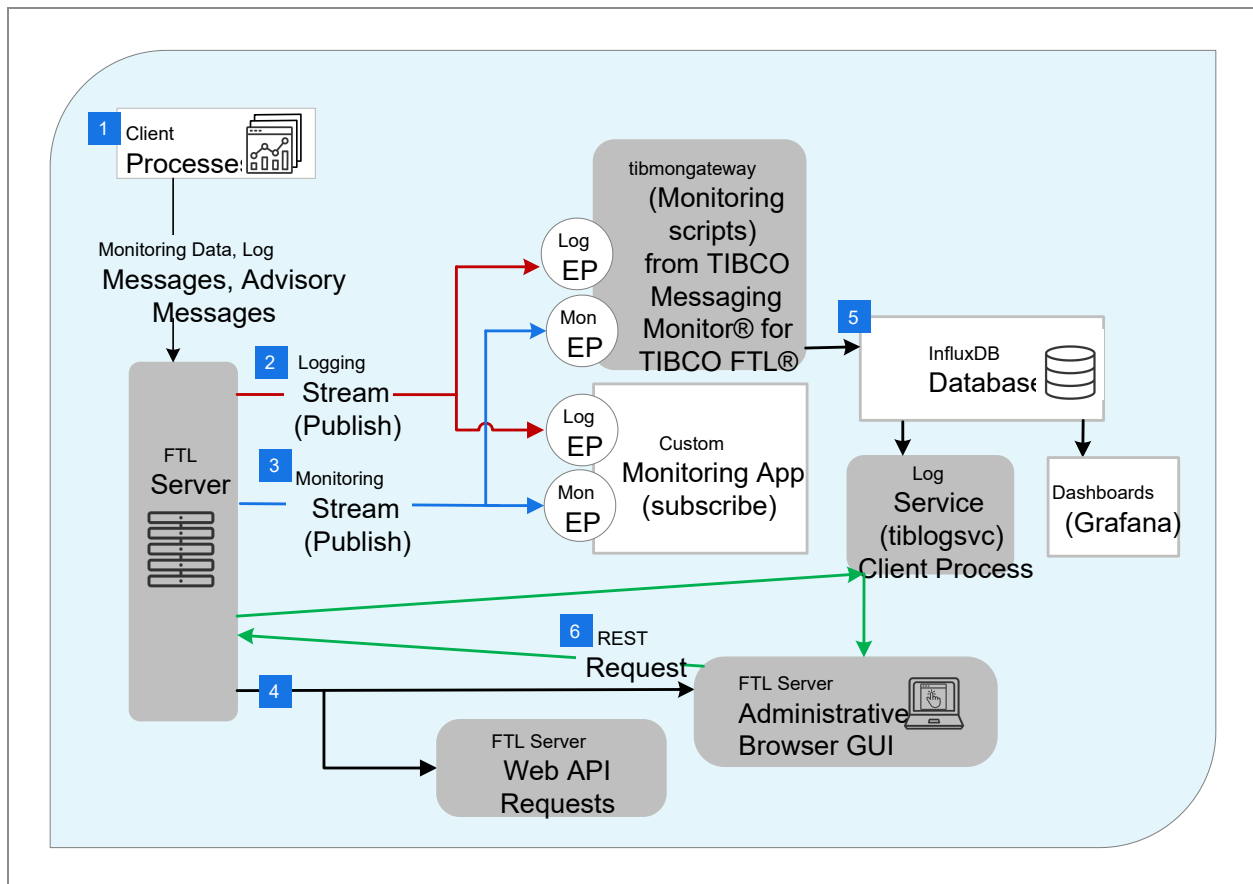 1
Client
Processes
Monitoring Data, Log
Messages, Advisory
Messages
FTL
Server
2
Logging
Stream
(Publish)
3
Monitoring
Stream
(Publish)
Log
EP
Mon
EP
tibmongateway
(Monitoring
scripts)
from TIBCO
Messaging
Monitor® for
TIBCO FTL®
Log
EP
Mon
EP
Custom
Monitoring App
(subscribe)
5
InfluxDB
Database
Log
Service
(tiblogsvc)
Client Process
Dashboards
(Grafana)
6
REST
Request
4
FTL Server
Administrative
Browser GUI
FTL Server
Web API
Requests